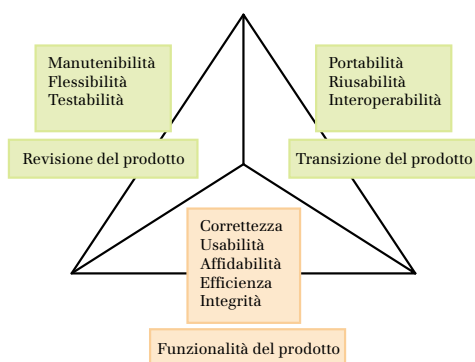 Manutenibilità
Flessibilità
Testabilità
Revisione del prodotto
Portabilità
Riusabilità
Interoperabilità
Transizione del prodotto
Correttezza
Usabilità
Affidabilità
Efficienza
Integrità
Funzionalità del prodotto